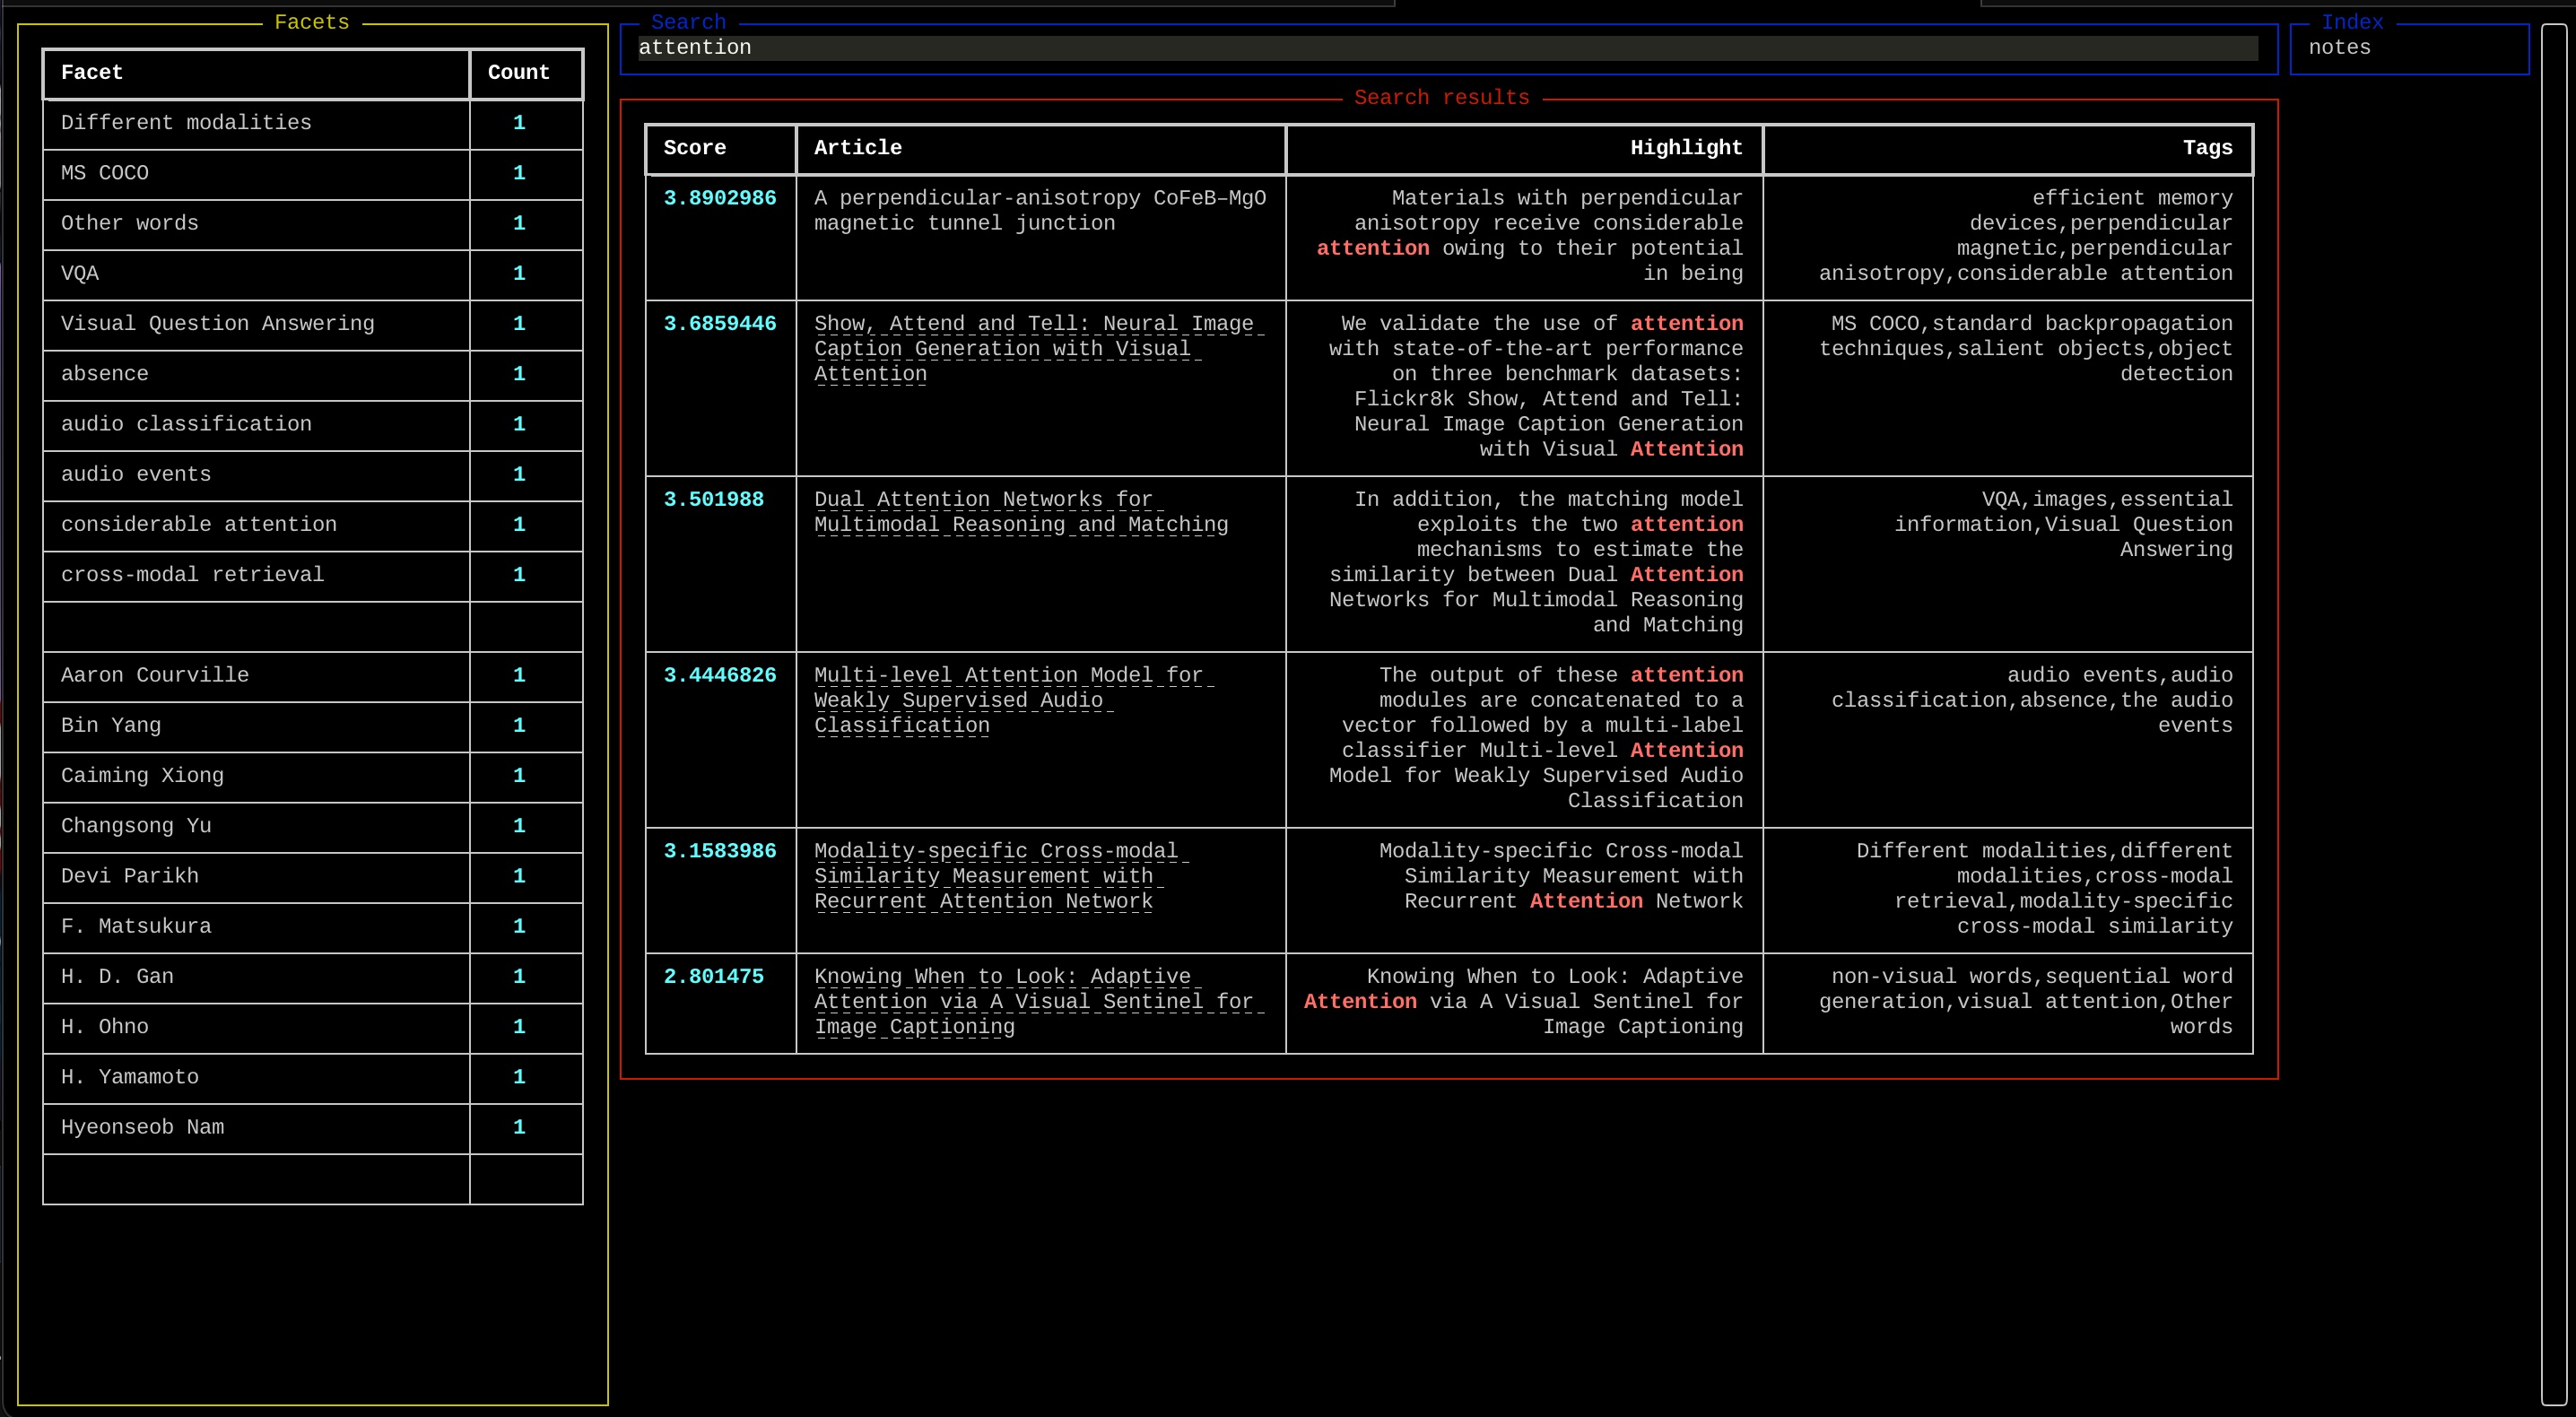 Facets
Facet Count
Different modalities 1
MS COCO 1
Other words 1
VQA 1
Visual Question Answering 1
absence 1
audio classification 1
audio events 1
considerable attention 1
cross-modal retrieval 1
Aaron Courville 1
Bin Yang 1
Caiming Xiong 1
Changsong Yu 1
Devi Parikh 1
F. Matsukura 1
H. D. Gan 1
H. Ohno 1
H. Yamamoto 1
Hyeonseob Nam 1
Search
attention
Index
notes
Search results
Score Article Highlight Tags
3.8902986
A perpendicular-anisotropy CoFeB–MgO
magnetic tunnel junction
Materials with perpendicular
anisotropy receive considerable
attention owing to their potential
in being
efficient memory
devices,perpendicular
magnetic,perpendicular
anisotropy,considerable attention
3.6859446
Show, Attend and Tell: Neural Image
Caption Generation with Visual
Attention
We validate the use of attention
with state-of-the-art performance
on three benchmark datasets:
Flickr8k Show, Attend and Tell:
Neural Image Caption Generation
with Visual Attention
MS COCO,standard backpropagation
techniques,salient objects,object
detection
3.501988
Dual Attention Networks for
Multimodal Reasoning and Matching
In addition, the matching model
exploits the two attention
mechanisms to estimate the
similarity between Dual Attention
Networks for Multimodal Reasoning
and Matching
VQA,images,essential
information,Visual Question
Answering
3.4446826
Multi-level Attention Model for
Weakly Supervised Audio
Classification
The output of these attention
modules are concatenated to a
vector followed by a multi-label
classifier Multi-level Attention
Model for Weakly Supervised Audio
Classification
audio events,audio
classification,absence,the audio
events
3.1583986
Modality-specific Cross-modal
Similarity Measurement with
Recurrent Attention Network
Modality-specific Cross-modal
Similarity Measurement with
Recurrent Attention Network
Different modalities,different
modalities,cross-modal
retrieval,modality-specific
cross-modal similarity
2.801475
Knowing When to Look: Adaptive
Attention via A Visual Sentinel for
Image Captioning
Knowing When to Look: Adaptive
Attention via A Visual Sentinel for
Image Captioning
non-visual words,sequential word
generation,visual attention,Other
words